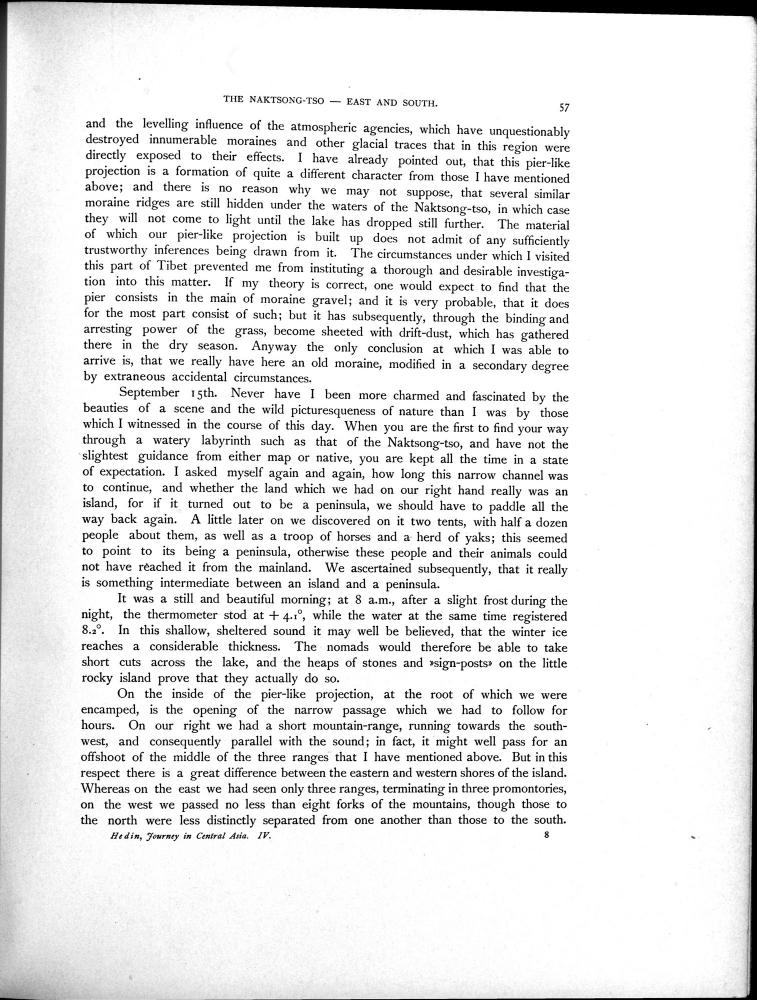 THE NAKTSONG-TSO — EAST AND SOUTH.
57
and the levelling influence of the atmospheric agencies, which have unquestionably
destroyed innumerable moraines and other glacial traces that in this region were
directly exposed to their effects. I have already pointed out, that this pier-like
projection is a formation of quite a different character from those I have mentioned
above; and there is no reason why we may not suppose, that several similar
moraine ridges are still hidden under the waters of the Naktsong-tso, in which case
they will not come to light until the lake has dropped still further. The material
of which our pier-like projection is built up does not admit of any sufficiently
trustworthy inferences being drawn from it. The circumstances under which I visited
this part of Tibet prevented me from instituting a thorough and desirable investiga-
tion into this matter. If my theory is correct, one would expect to find that the
pier consists in the main of moraine gravel; and it is very probable, that it does
for the most part consist of such; but it has subsequently, through the binding and
arresting power of the grass, become sheeted with drift-dust, which has gathered
there in the dry season. Anyway the only conclusion at which I was able to
arrive is, that we really have here an old moraine, modified in a secondary degree
by extraneous accidental circumstances.
September 15th. Never have I been more charmed and fascinated by the
beauties of a scene and the wild picturesqueness of nature than I was by those
which I witnessed in the course of this day. When you are the first to find your way
through a watery labyrinth such as that of the Naktsong-tso, and have not the
slightest guidance from either map or native, you are kept all the time in a state
of expectation. I asked myself again and again, how long this narrow channel was
to continue, and whether the land which we had on our right hand really was an
island, for if it turned out to be a peninsula, we should have to paddle all the
way back again. A little later on we discovered on it two tents, with half a dozen
people about them, as well as a troop of horses and a herd of yaks; this seemed
to point to its being a peninsula, otherwise these people and their animals could
not have reached it from the mainland. We ascertained subsequently, that it really
is something intermediate between an island and a peninsula.
It was a still and beautiful morning; at 8 a.m., after a slight frost during the
night, the thermometer stod at + 4.1°, while the water at the same time registered
8.2°. In this shallow, sheltered sound it may well be believed, that the winter ice
reaches a considerable thickness. The nomads would therefore be able to take
short cuts across the lake, and the heaps of stones and »sign-posts» on the little
rocky island prove that they actually do so.
On the inside of the pier-like projection, at the root of which we were
encamped, is the opening of the narrow passage which we had to follow for
hours. On our right we had a short mountain-range, running towards the south-
west, and consequently parallel with the sound; in fact, it might well pass for an
offshoot of the middle of the three ranges that I have mentioned above. But in this
respect there is a great difference between the eastern and western shores of the island.
Whereas on the east we had seen only three ranges, terminating in three promontories,
on the west we passed no less than eight forks of the mountains, though those to
the north were less distinctly separated from one another than those to the south.
Hedin, Journey in Central Asia. IV.
8